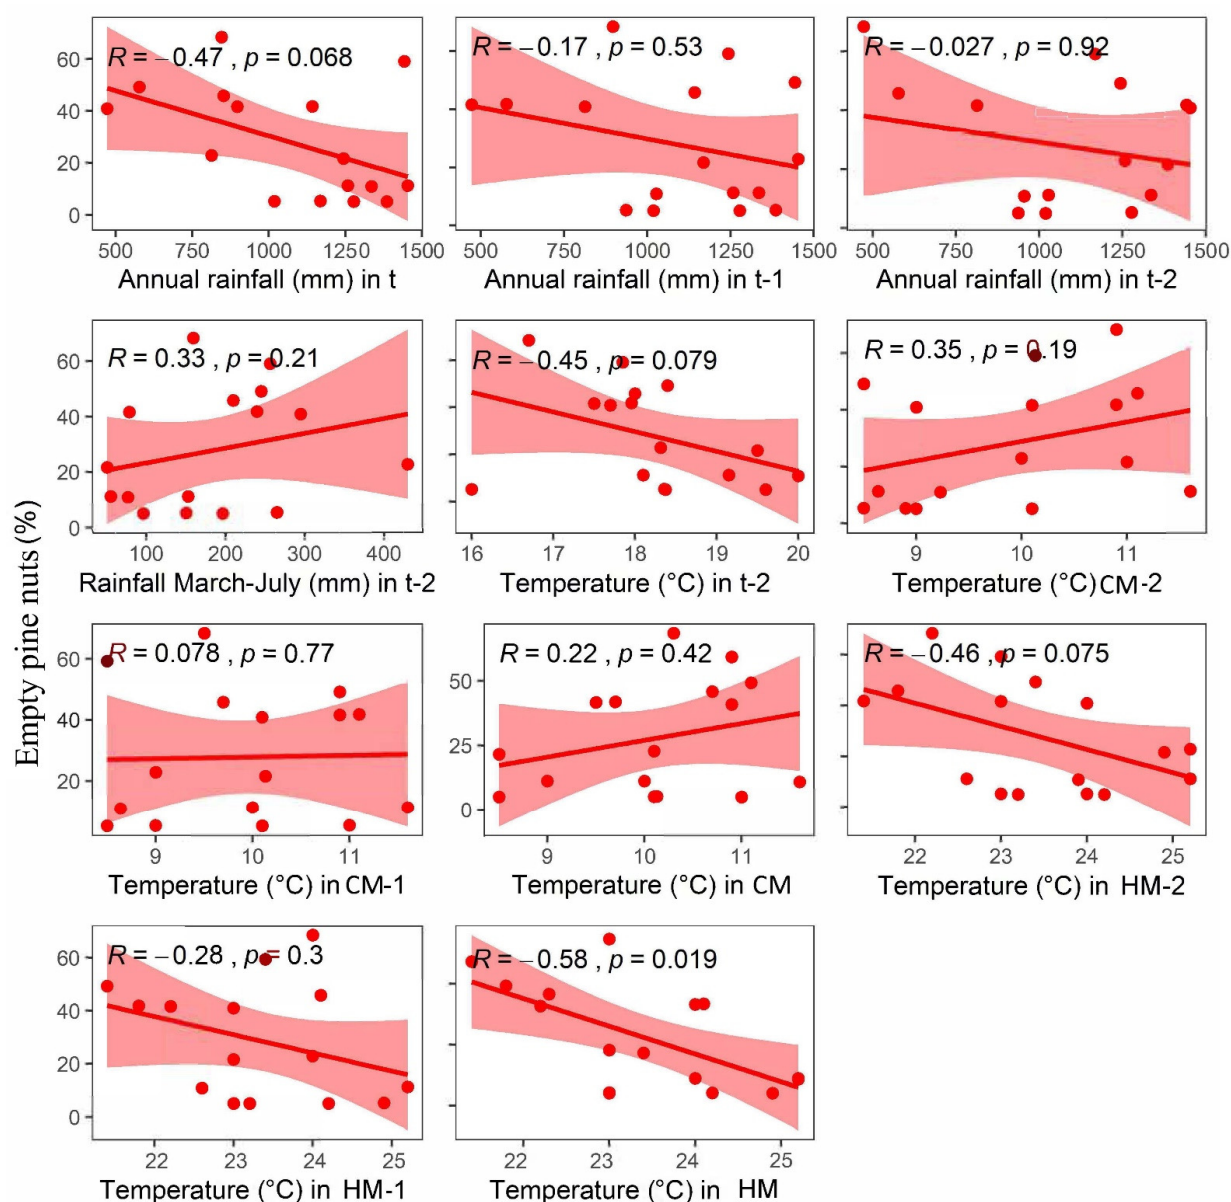 R = −0.47 , p = 0.068
R = −0.17 , p = 0.53
R = −0.027 , p = 0.92
60
40
20
0
500 750 1000 1250 1500
500 750 1000 1250 1500
500 750 1000 1250 1500
Annual rainfall (mm) in t
Annual rainfall (mm) in t-1
Annual rainfall (mm) in t-2
R = 0.33 , p = 0.21
R = −0.45 , p = 0.079
R = 0.35 , p = 0.19
60
40
20
0
100 200 300 400
16 17 18 19 20
9 10 11
Rainfall March-July (mm) in t-2
Temperature (°C) in t-2
Temperature (°C) CM-2
Empty pine nuts (%)
R = 0.078 , p = 0.77
R = 0.22 , p = 0.42
R = −0.46 , p = 0.075
60
40
20
50
25
0
9 10 11
9 10 11
22 23 24 25
Temperature (°C) in CM-1
Temperature (°C) in CM
Temperature (°C) in HM-2
R = −0.28 , p = 0.3
R = −0.58 , p = 0.019
60
40
20
0
22 23 24 25
22 23 24 25
Temperature (°C) in HM-1
Temperature (°C) in HM